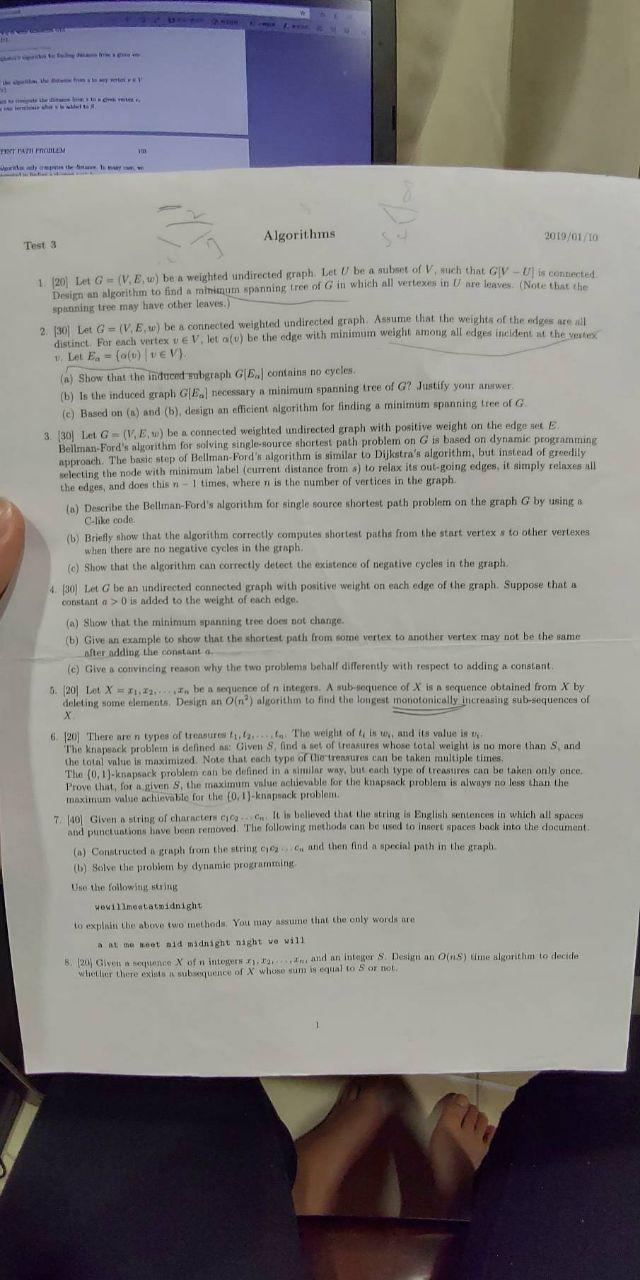 TENT PATH PROBLEM
Algorithms
Test 3
2019/01/10
1. [20] Let G = (V, E, w) be a weighted undirected graph. Let U be a subset of V, such that G[V − U] is connected.
Design an algorithm to find a minimum spanning tree of G in which all vertexes in U are leaves. (Note that the
spanning tree may have other leaves.)
2. [30] Let G = (V, E, w) be a connected weighted undirected graph. Assume that the weights of the edges are all
distinct. For each vertex v ∈ V, let α(v) be the edge with minimum weight among all edges incident at the vertex
v. Let Eα = {α(v) | v ∈ V}.
(a) Show that the induced subgraph G[Eα] contains no cycles.
(b) Is the induced graph G[Eα] necessary a minimum spanning tree of G? Justify your answer.
(c) Based on (a) and (b), design an efficient algorithm for finding a minimum spanning tree of G.
3. [30] Let G = (V, E, w) be a connected weighted undirected graph with positive weight on the edge set E.
Bellman-Ford's algorithm for solving single-source shortest path problem on G is based on dynamic programming
approach. The basic step of Bellman-Ford's algorithm is similar to Dijkstra's algorithm, but instead of greedily
selecting the node with minimum label (current distance from s) to relax its out-going edges, it simply relaxes all
the edges, and does this n − 1 times, where n is the number of vertices in the graph.
(a) Describe the Bellman-Ford's algorithm for single source shortest path problem on the graph G by using a
C-like code.
(b) Briefly show that the algorithm correctly computes shortest paths from the start vertex s to other vertexes
when there are no negative cycles in the graph.
(c) Show that the algorithm can correctly detect the existence of negative cycles in the graph.
4. [30] Let G be an undirected connected graph with positive weight on each edge of the graph. Suppose that a
constant a > 0 is added to the weight of each edge.
(a) Show that the minimum spanning tree does not change.
(b) Give an example to show that the shortest path from some vertex to another vertex may not be the same
after adding the constant a.
(c) Give a convincing reason why the two problems behalf differently with respect to adding a constant.
5. [20] Let X = x₁, x₂, . . . , xₙ be a sequence of n integers. A sub-sequence of X is a sequence obtained from X by
deleting some elements. Design an O(n²) algorithm to find the longest monotonically increasing sub-sequences of
X.
6. [20] There are n types of treasures t₁, t₂, . . . , tₙ. The weight of tᵢ is wᵢ, and its value is vᵢ.
The knapsack problem is defined as: Given S, find a set of treasures whose total weight is no more than S, and
the total value is maximized. Note that each type of the treasures can be taken multiple times.
The {0, 1}-knapsack problem can be defined in a similar way, but each type of treasures can be taken only once.
Prove that, for a given S, the maximum value achievable for the knapsack problem is always no less than the
maximum value achievable for the {0, 1}-knapsack problem.
7. [40] Given a string of characters c₁c₂ . . . cₙ. It is believed that the string is English sentences in which all spaces
and punctuations have been removed. The following methods can be used to insert spaces back into the document.
(a) Constructed a graph from the string c₁c₂ . . . cₙ and then find a special path in the graph.
(b) Solve the problem by dynamic programming.
Use the following string
wewillmeetatmidnight
to explain the above two methods. You may assume that the only words are
a at me meet mid midnight night we will
8. [20] Given a sequence X of n integers x₁, x₂, . . . , xₙ, and an integer S. Design an O(nS) time algorithm to decide
whether there exists a subsequence of X whose sum is equal to S or not.
1